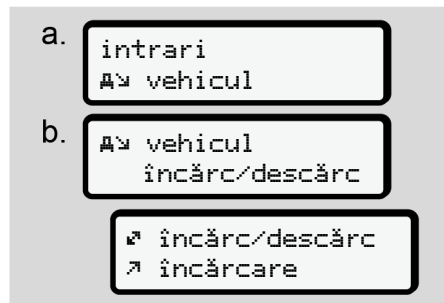 a.
intrari
vehicul
b.
vehicul
încărc/descărc
încărc/descărc
încărcare